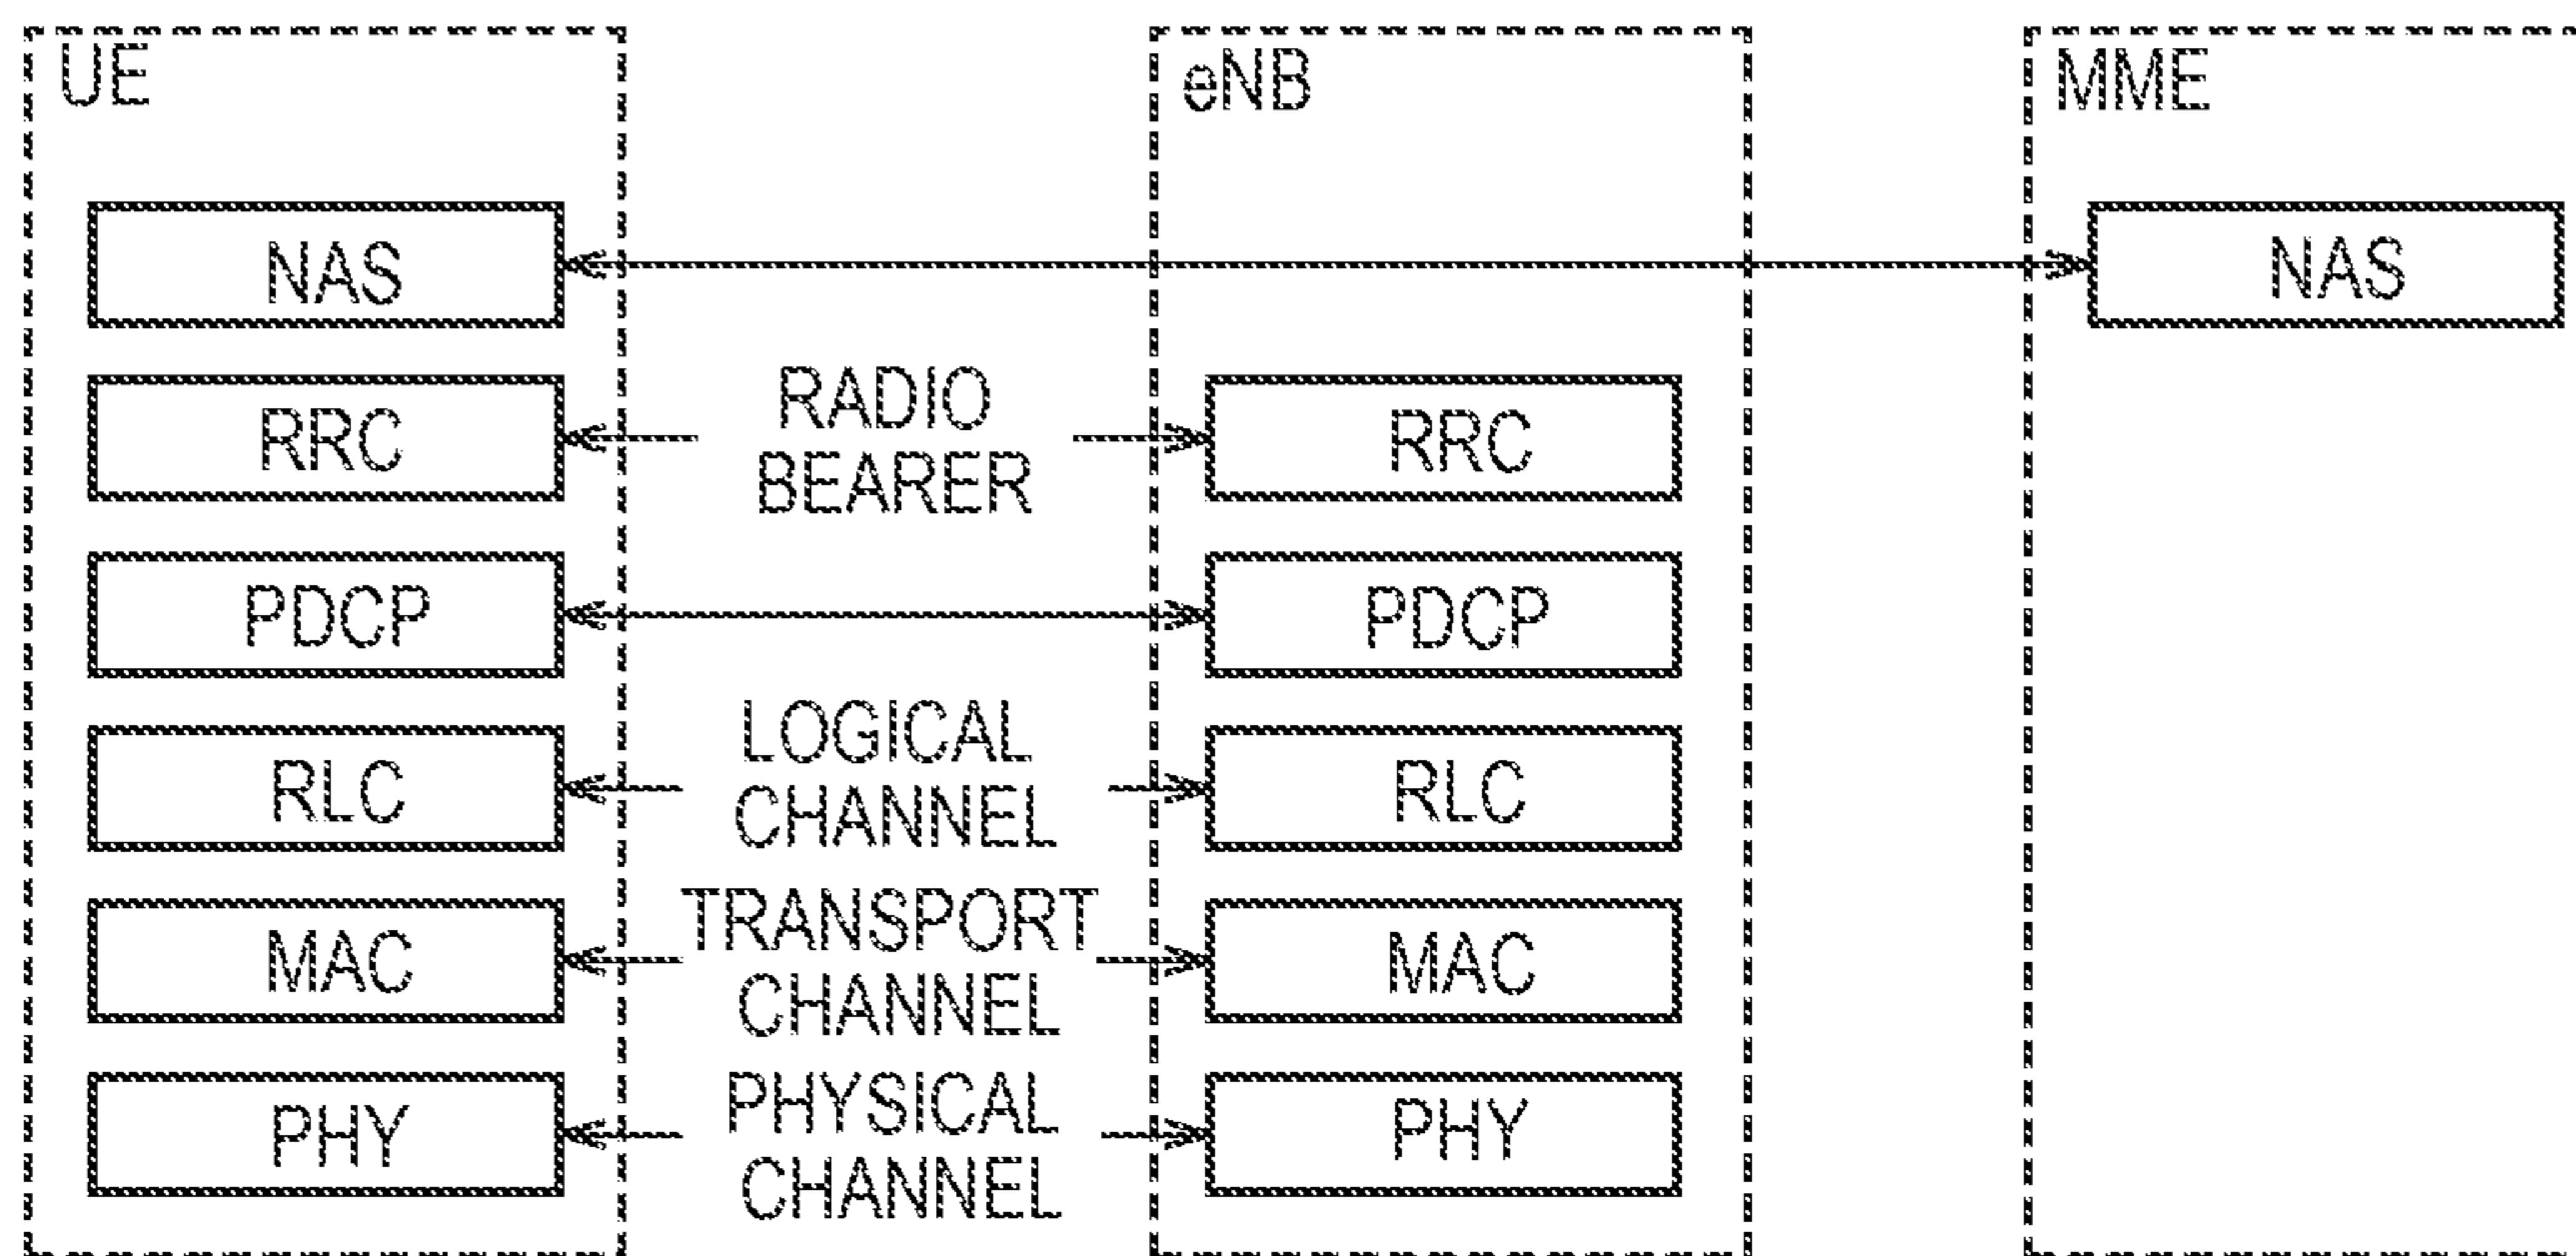 UE
eNB
MME
NAS
NAS
RRC
RADIO
BEARER
RRC
PDCP
PDCP
RLC
LOGICAL
CHANNEL
RLC
MAC
TRANSPORT
CHANNEL
MAC
PHY
PHYSICAL
CHANNEL
PHY